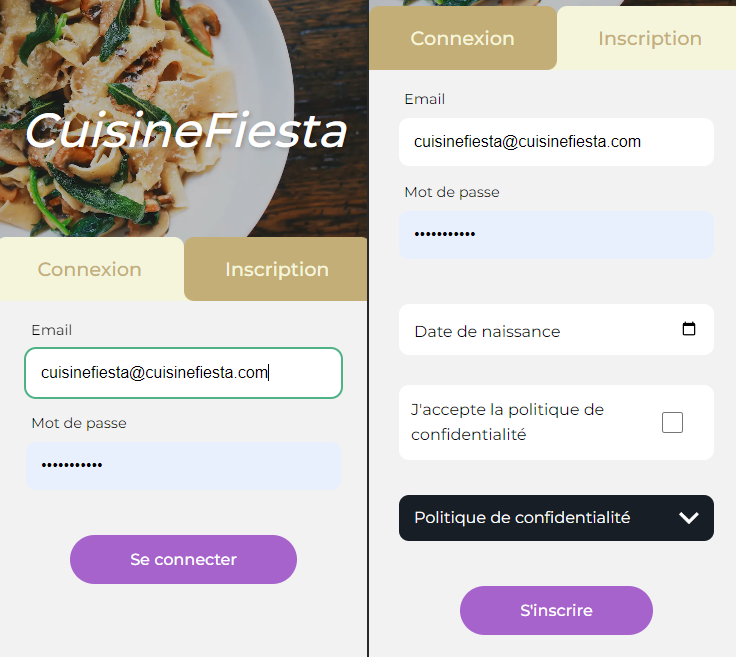 CuisineFiesta
Connexion
Inscription
Email
cuisinefiesta@cuisinefiesta.com
Mot de passe
•••••••••••
Se connecter
Connexion
Inscription
Email
cuisinefiesta@cuisinefiesta.com
Mot de passe
•••••••••••
Date de naissance
J'accepte la politique de
confidentialité
Politique de confidentialité
S'inscrire